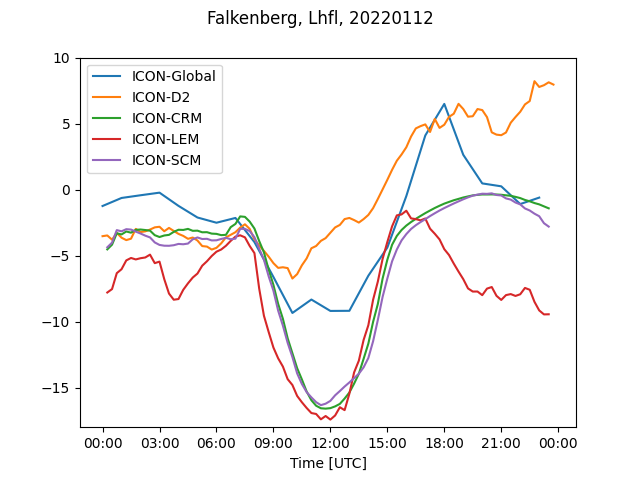 Falkenberg, Lhfl, 20220112
10
5
0
−5
−10
−15
ICON-Global
ICON-D2
ICON-CRM
ICON-LEM
ICON-SCM
00:00 03:00 06:00 09:00 12:00 15:00 18:00 21:00 00:00
Time [UTC]